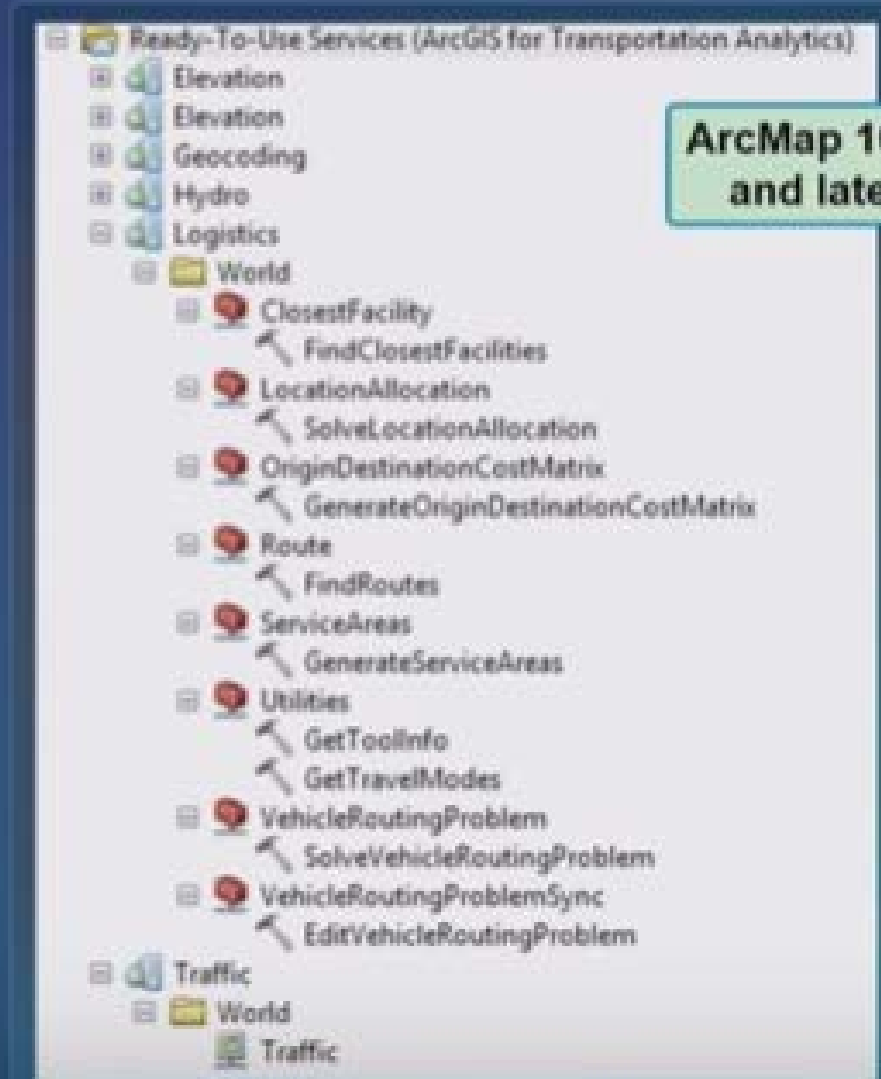 Ready-To-Use Services (ArcGIS for Transportation Analytics)
Elevation
Elevation
Geocoding
Hydro
Logistics
World
ClosestFacility
FindClosestFacilities
LocationAllocation
SolveLocationAllocation
OriginDestinationCostMatrix
GenerateOriginDestinationCostMatrix
Route
FindRoutes
ServiceAreas
GenerateServiceAreas
Utilities
GetToolInfo
GetTravelModes
VehicleRoutingProblem
SolveVehicleRoutingProblem
VehicleRoutingProblemSync
EditVehicleRoutingProblem
Traffic
World
Traffic
ArcMap
and